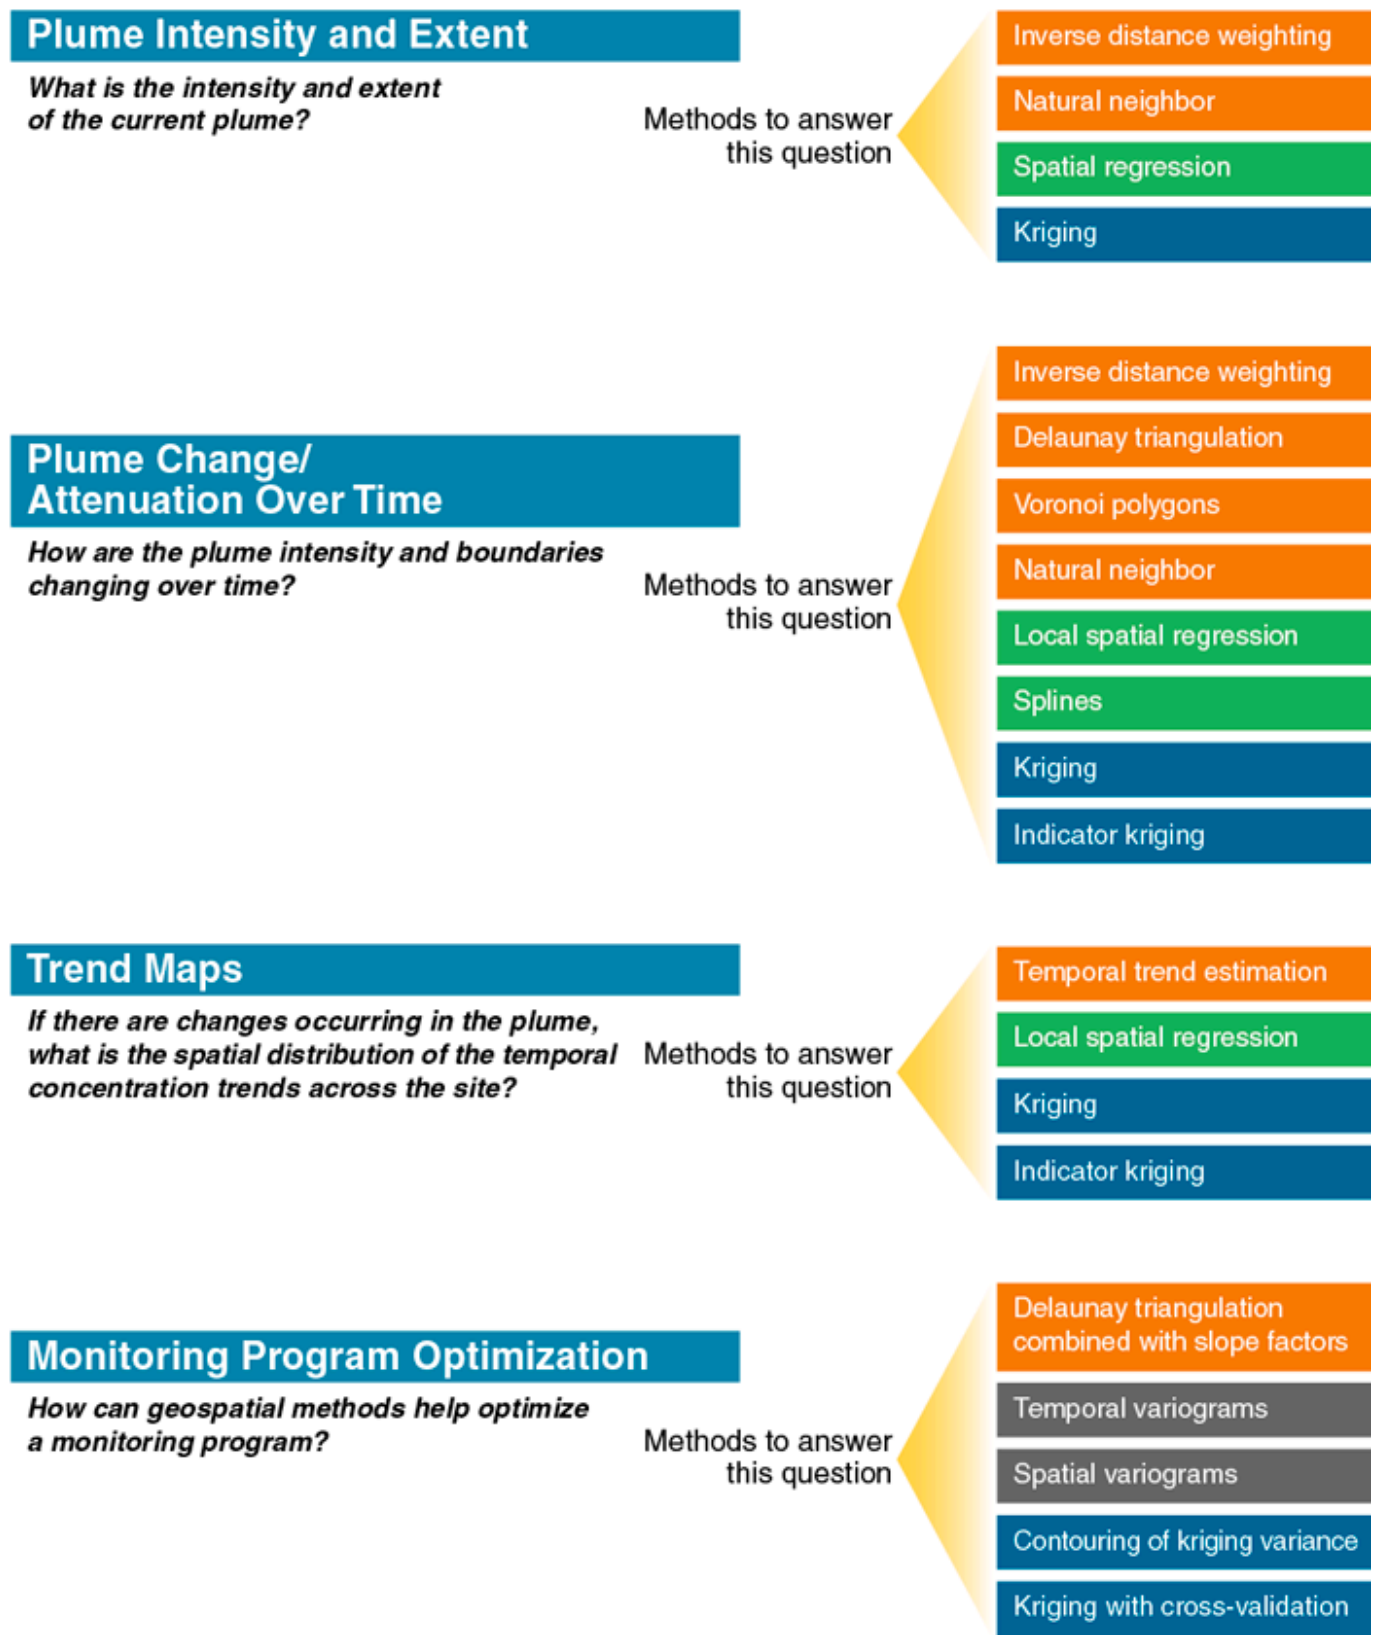 Plume Intensity and Extent
What is the intensity and extent
of the current plume?
Methods to answer
this question
Inverse distance weighting
Natural neighbor
Spatial regression
Kriging
Plume Change/
Attenuation Over Time
How are the plume intensity and boundaries
changing over time?
Methods to answer
this question
Inverse distance weighting
Delaunay triangulation
Voronoi polygons
Natural neighbor
Local spatial regression
Splines
Kriging
Indicator kriging
Trend Maps
If there are changes occurring in the plume,
what is the spatial distribution of the temporal
concentration trends across the site?
Methods to answer
this question
Temporal trend estimation
Local spatial regression
Kriging
Indicator kriging
Monitoring Program Optimization
How can geospatial methods help optimize
a monitoring program?
Methods to answer
this question
Delaunay triangulation
combined with slope factors
Temporal variograms
Spatial variograms
Contouring of kriging variance
Kriging with cross-validation